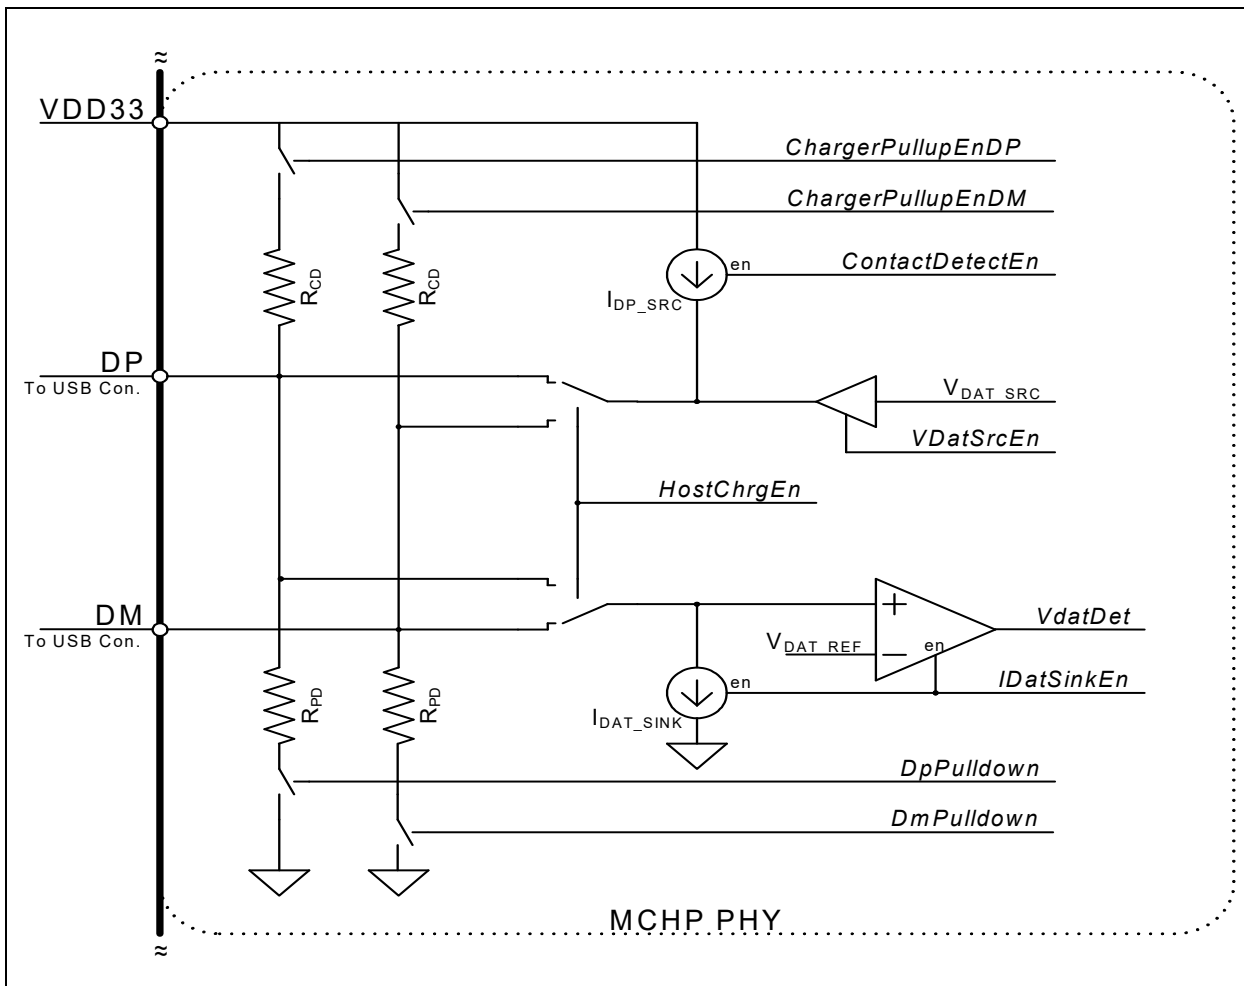 ≈
VDD33
ChargerPullupEnDP
ChargerPullupEnDM
en
ContactDetectEn
RCD
RCD
IDP_SRC
DP
To USB Con.
VDAT_SRC
VDatSrcEn
HostChrgEn
DM
To USB Con.
+
VDAT_REF
−
en
VdatDet
RPD
RPD
en
IDatSinkEn
IDAT_SINK
DpPulldown
DmPulldown
MCHP PHY
≈